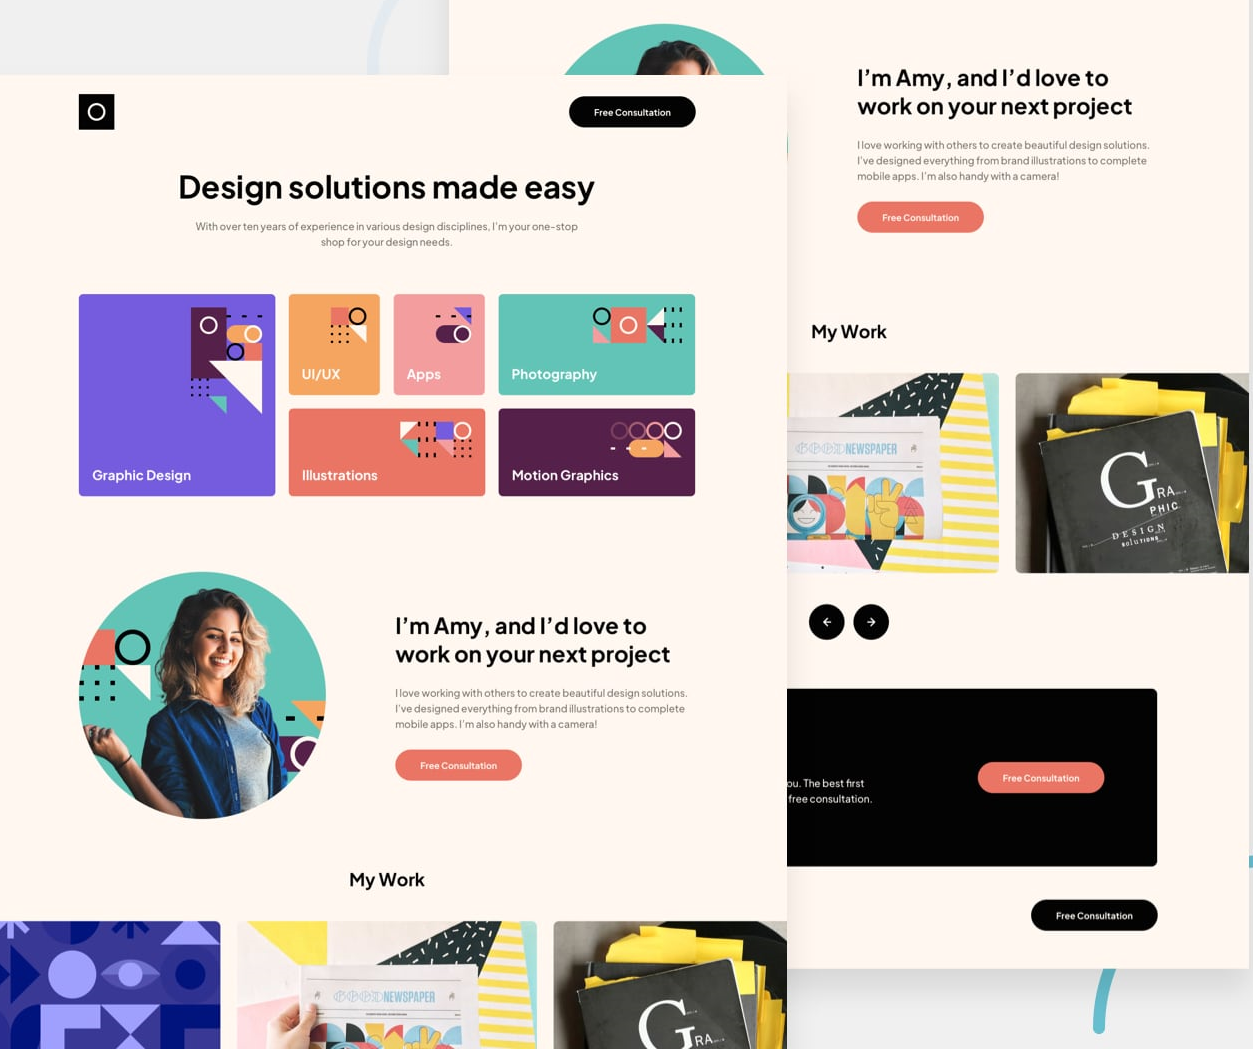 Free Consultation
Design solutions made easy
With over ten years of experience in various design disciplines, I'm your one-stop
shop for your design needs.
Graphic Design
UI/UX
Apps
Photography
Illustrations
Motion Graphics
I'm Amy, and I'd love to
work on your next project
I love working with others to create beautiful design solutions.
I've designed everything from brand illustrations to complete
mobile apps. I'm also handy with a camera!
Free Consultation
My Work
NEWSPAPER
G
RA
I'm Amy, and I'd love to
work on your next project
I love working with others to create beautiful design solutions.
I've designed everything from brand illustrations to complete
mobile apps. I'm also handy with a camera!
Free Consultation
My Work
NEWSPAPER
GRA
PHIC
DESIGN
SOLUTIONS
ou. The best first
free consultation.
Free Consultation
Free Consultation